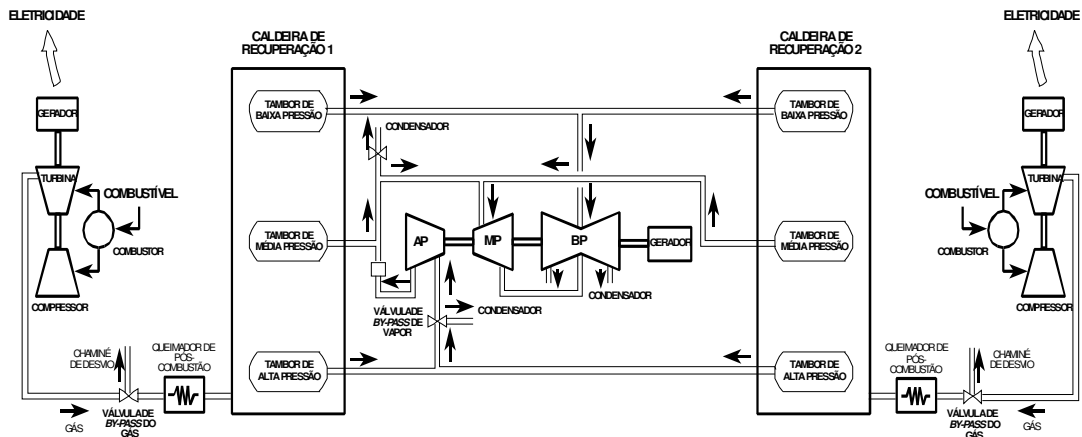 ELETRICIDADE
GERADOR
TURBINA
COMBUSTÍVEL
COMBUSTOR
COMPRESSOR
CHAMINÉ
DE DESVIO
QUEIMADOR DE
PÓS-
COMBUSTÃO
VÁLVULA DE
BY-PASS DO
GÁS
GÁS
CALDEIRA DE
RECUPERAÇÃO 1
TAMBOR DE
BAIXA PRESSÃO
TAMBOR DE
MÉDIA PRESSÃO
TAMBOR DE
ALTA PRESSÃO
CONDENSADOR
AP
MP
BP
GERADOR
CONDENSADOR
CONDENSADOR
VÁLVULA DE
BY-PASS DE
VAPOR
CALDEIRA DE
RECUPERAÇÃO 2
TAMBOR DE
BAIXA PRESSÃO
TAMBOR DE
MÉDIA PRESSÃO
TAMBOR DE
ALTA PRESSÃO
ELETRICIDADE
GERADOR
TURBINA
COMBUSTÍVEL
COMBUSTOR
COMPRESSOR
QUEIMADOR DE
PÓS-
COMBUSTÃO
CHAMINÉ
DE DESVIO
VÁLVULA DE
BY-PASS DO
GÁS
GÁS